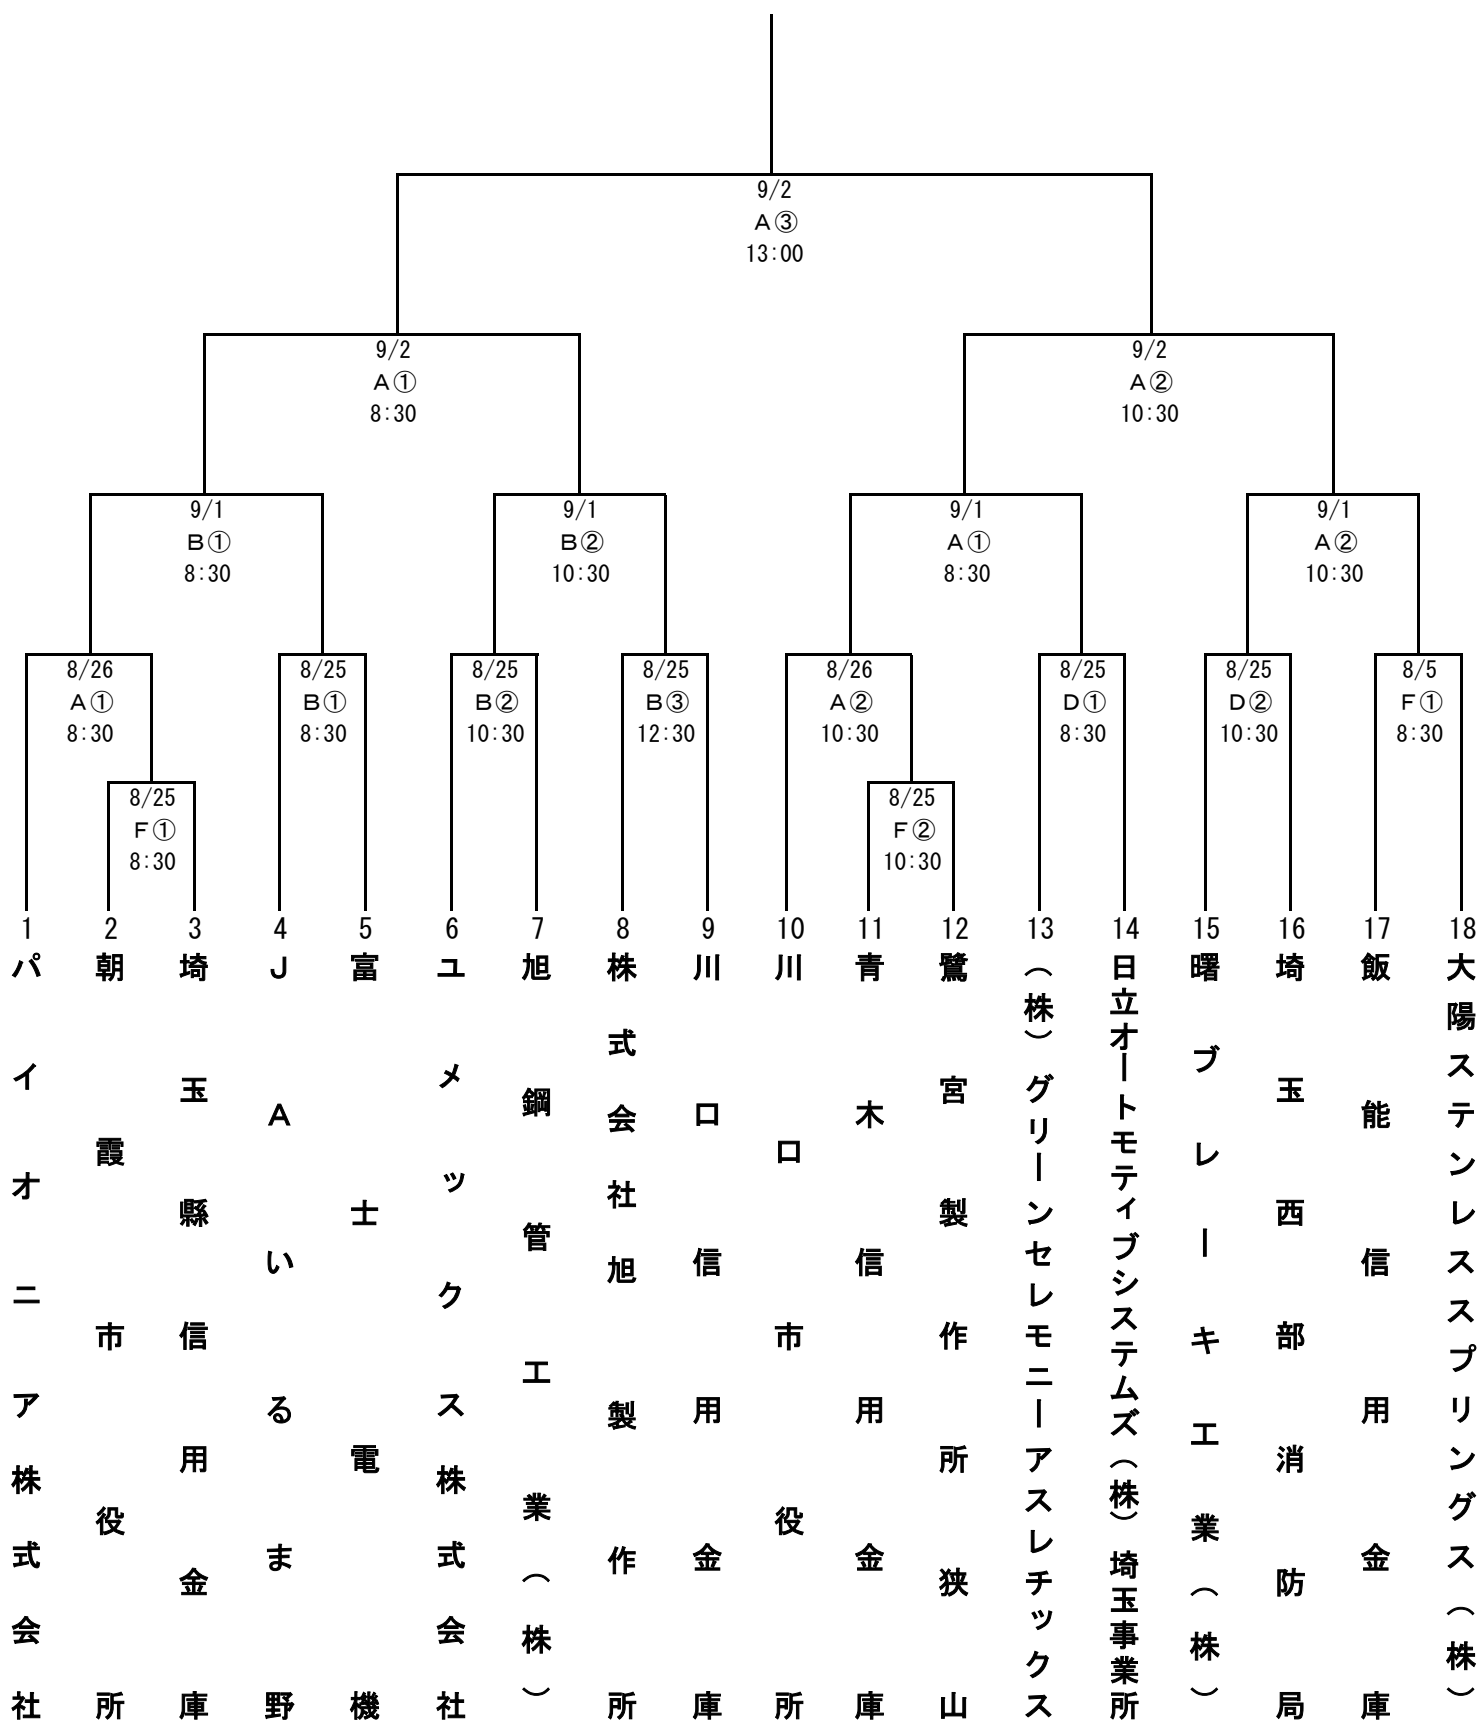 9/2
A③
13:00
9/2
A①
8:30
9/2
A②
10:30
9/1
B①
8:30
9/1
B②
10:30
9/1
A①
8:30
9/1
A②
10:30
8/26
A①
8:30
8/25
B①
8:30
8/25
B②
10:30
8/25
B③
12:30
8/26
A②
10:30
8/25
D①
8:30
8/25
D②
10:30
8/5
F①
8:30
8/25
F①
8:30
8/25
F②
10:30
1
パイオニア株式会社
2
朝霞市役所
3
埼玉縣信用金庫
4
JAいるま野
5
富士電機
6
ユメックス株式会社
7
旭鋼管工業(株)
8
株式会社旭製作所
9
川口信用金庫
10
川口市役所
11
青木信用金庫
12
鷺宮製作所狭山
13
(株)グリーンセレモニーアスレチックス
14
日立オートモティブシステムズ(株)埼玉事業所
15
曙ブレーキ工業(株)
16
埼玉西部消防局
17
飯能信用金庫
18
大陽ステンレススプリングス(株)